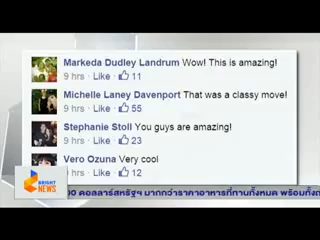 Markeda Dudley Landrum Wow! This is amazing!
9 hrs · Like · 11
Michelle Laney Davenport That was a classy move!
9 hrs · Like · 55
Stephanie Stoll You guys are amazing!
9 hrs · Like · 23
Vero Ozuna Very cool
9 hrs · Like · 12
BRIGHT
NEWS
00 ดอลลาร์สหรัฐฯ มากกว่าราคาอาหารที่ทานทั้งหมด พร้อมทั้ง